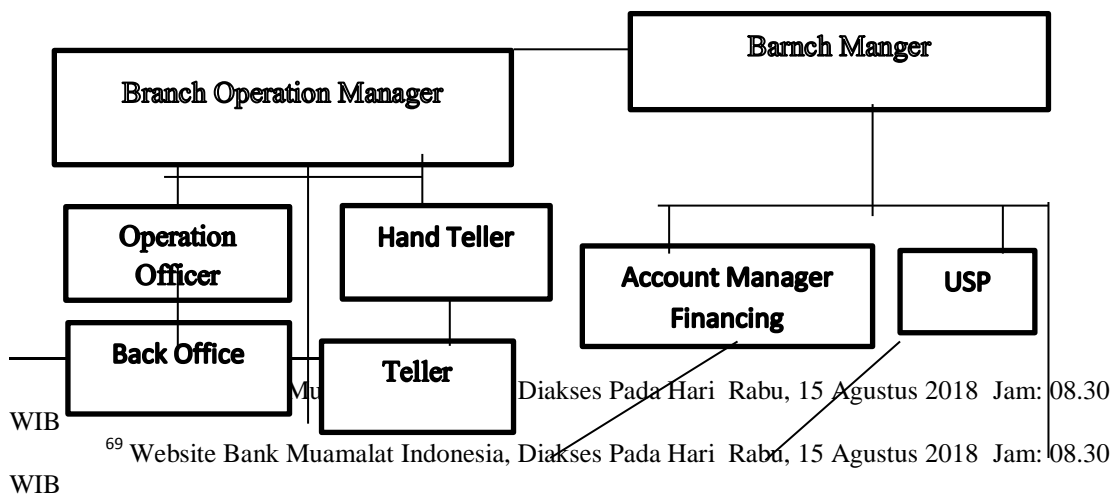 Barnch Manger
Branch Operation Manager
Operation
Officer
Hand Teller
Account Manager
Financing
USP
Back Office
Teller
Mu Diakses Pada Hari Rabu, 15 Agustus 2018 Jam: 08.30
WIB
69 Website Bank Muamalat Indonesia, Diakses Pada Hari Rabu, 15 Agustus 2018 Jam: 08.30
WIB